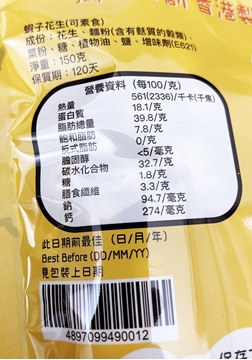 香港製
蝦子花生(可素食)
成份：花生、麵粉(含有麩質的穀類)、
粟粉、糖、植物油、鹽、增味劑(E621)
淨重：150克
保質期：120天
營養資料 (每100/克)
熱量 561(2336)/千卡(千焦)
蛋白質 18.1/克
脂肪總量 39.8/克
飽和脂肪 7.8/克
反式脂肪 0/克
膽固醇 <5/毫克
碳水化合物 32.7/克
糖 1.8/克
膳食纖維 3.3/克
鈉 94.7/毫克
鈣 274/毫克
此日期前最佳（日/月/年）
Best Before (DD/MM/YY)
見包裝上日期
4897099490012
保存